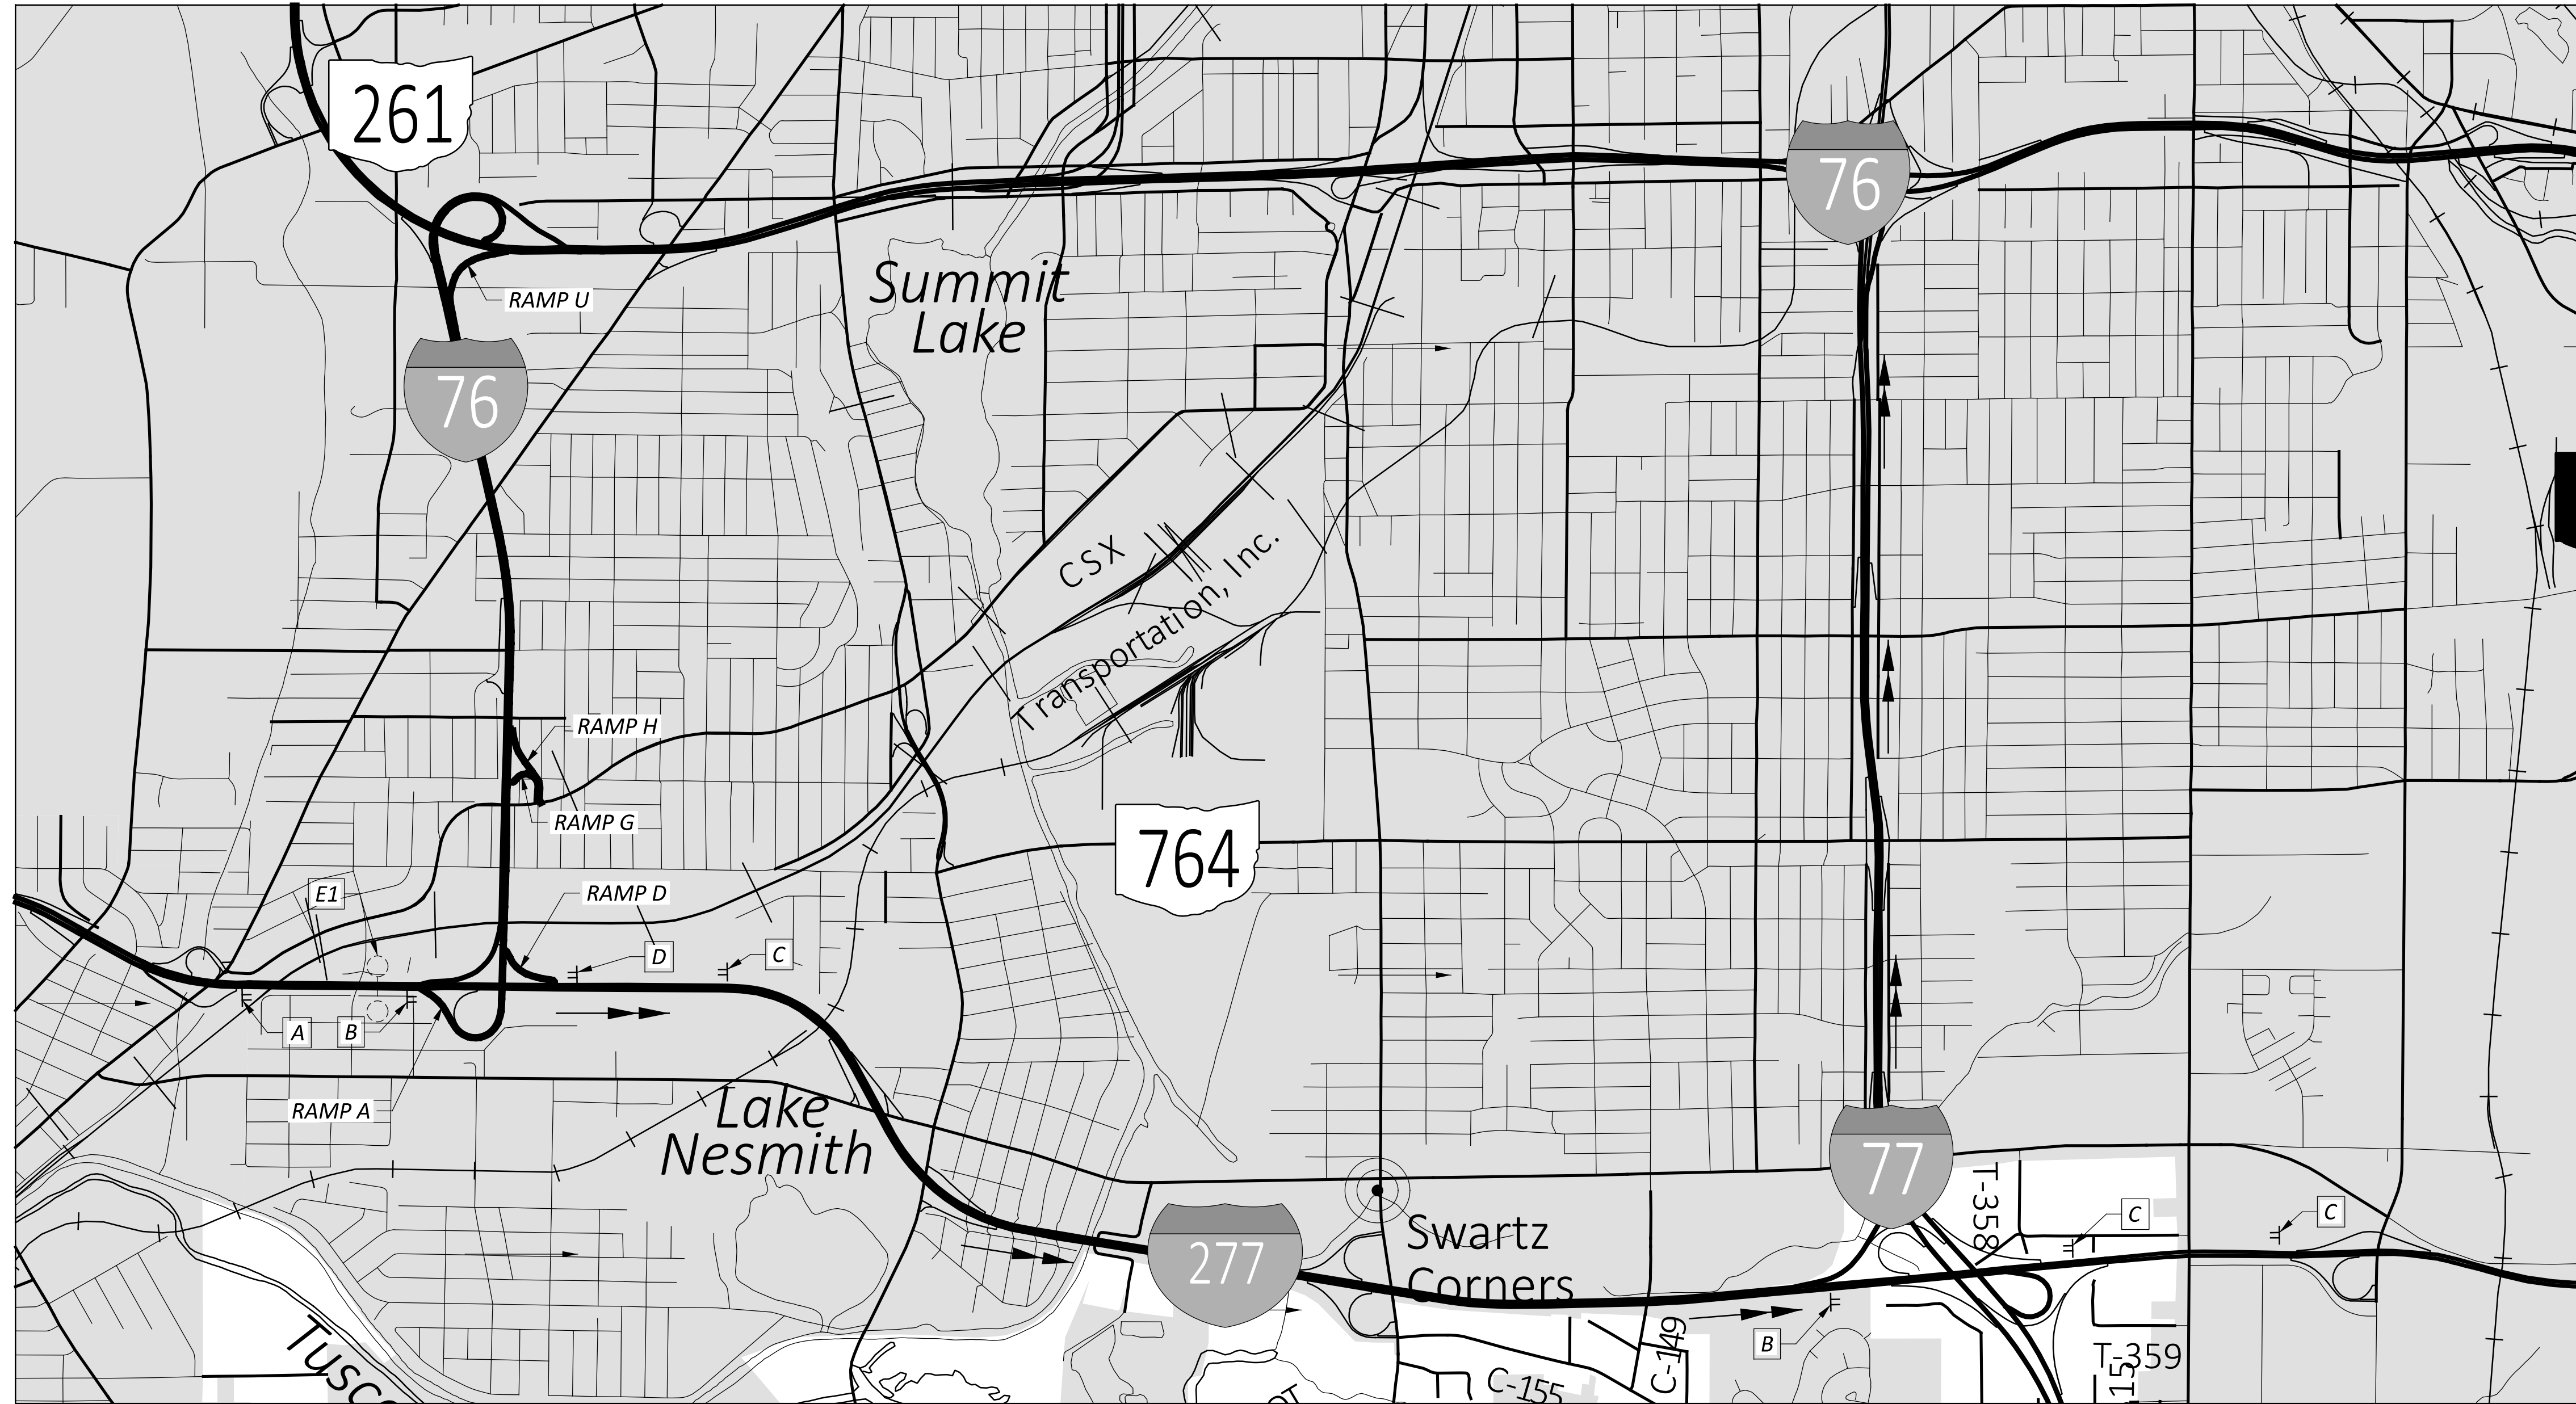 261
76
Summit
Lake
RAMP U
76
CSX
Transportation, Inc.
RAMP H
RAMP G
764
E1
RAMP D
D
C
A
B
RAMP A
Lake
Nesmith
77
T-358
C
C
277
Swartz
Corners
C-149
B
T-359
C-155